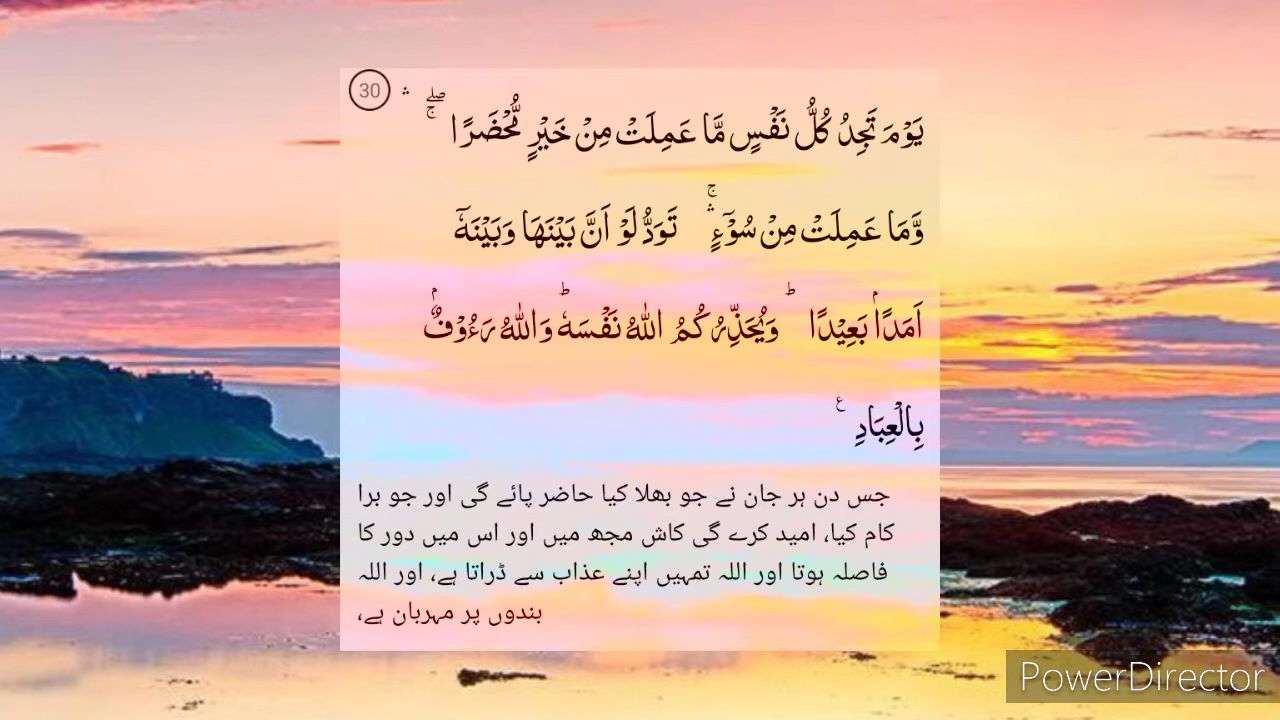 30
یَوْمَ تَجِدُ كُلُّ نَفْسٍ مَّا عَمِلَتْ مِنْ خَیْرٍ مُّحْضَرًا ۛۖۚ
وَّمَا عَمِلَتْ مِنْ سُوْٓءٍ ۛۚ تَوَدُّ لَوْ اَنَّ بَیْنَهَا وَبَیْنَهٗۤ
اَمَدًۢا بَعِیْدًا ؕ وَیُحَذِّرُكُمُ اللّٰهُ نَفْسَهٗ ؕ وَاللّٰهُ رَءُوْفٌۢ
بِالْعِبَادِ ۠
جس دن ہر جان نے جو بھلا کیا حاضر پائے گی اور جو برا
کام کیا، امید کرے گی کاش مجھ میں اور اس میں دور کا
فاصلہ ہوتا اور اللہ تمہیں اپنے عذاب سے ڈراتا ہے، اور اللہ
بندوں پر مہربان ہے،
PowerDirector